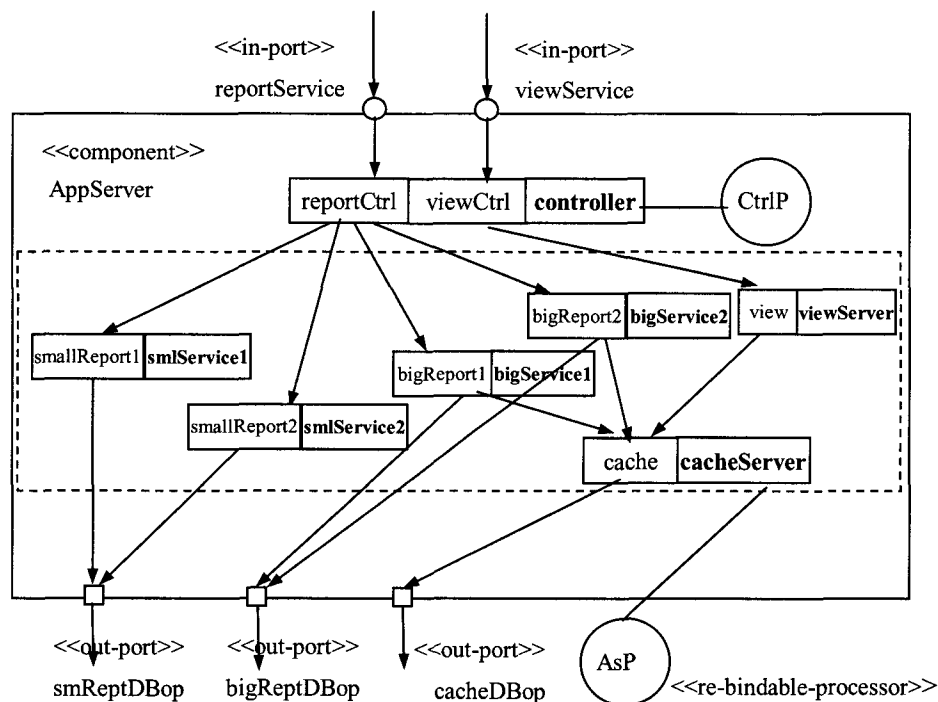 <<in-port>>
reportService
<<in-port>>
viewService
<<component>>
AppServer
reportCtrl
viewCtrl
controller
CtrlP
bigReport2
bigService2
view
viewServer
smallReport1
smlService1
bigReport1
bigService1
smallReport2
smlService2
cache
cacheServer
<<out-port>>
smReptDBop
<<out-port>>
bigReptDBop
<<out-port>>
cacheDBop
AsP
<<re-bindable-processor>>